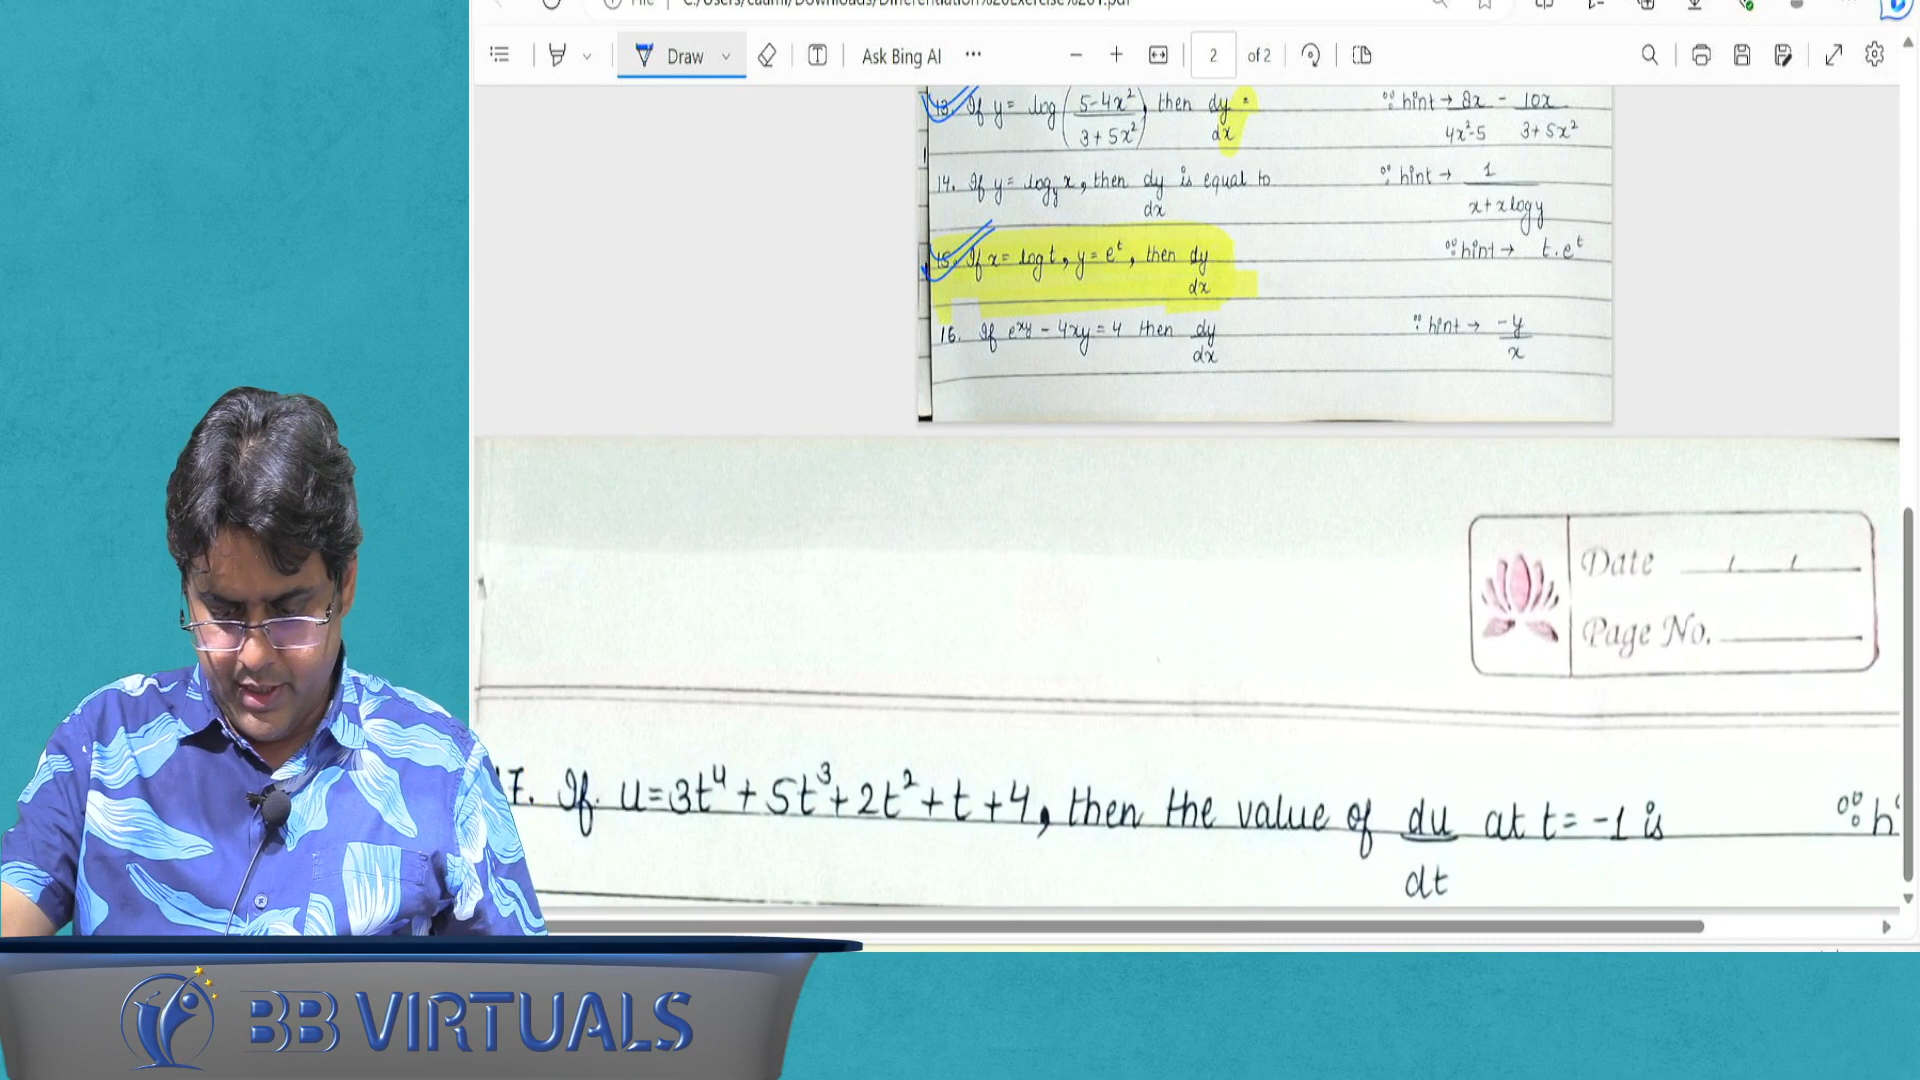 Draw
Ask Bing AI
2 of 2
13. If y = log(5-4x²/3+5x²), then dy/dx = °° hint → 8x/4x²-5 - 10x/3+5x²
14. If y = log_y x, then dy/dx is equal to °° hint → 1/x+xlogy
15. If x = log t, y = e^t, then dy/dx °° hint → t.e^t
16. If e^xy - 4xy = 4 then dy/dx °° hint → -y/x
Date
Page No.
17. If u=3t⁴+5t³+2t²+t+4, then the value of du/dt at t= -1 is
BB VIRTUALS